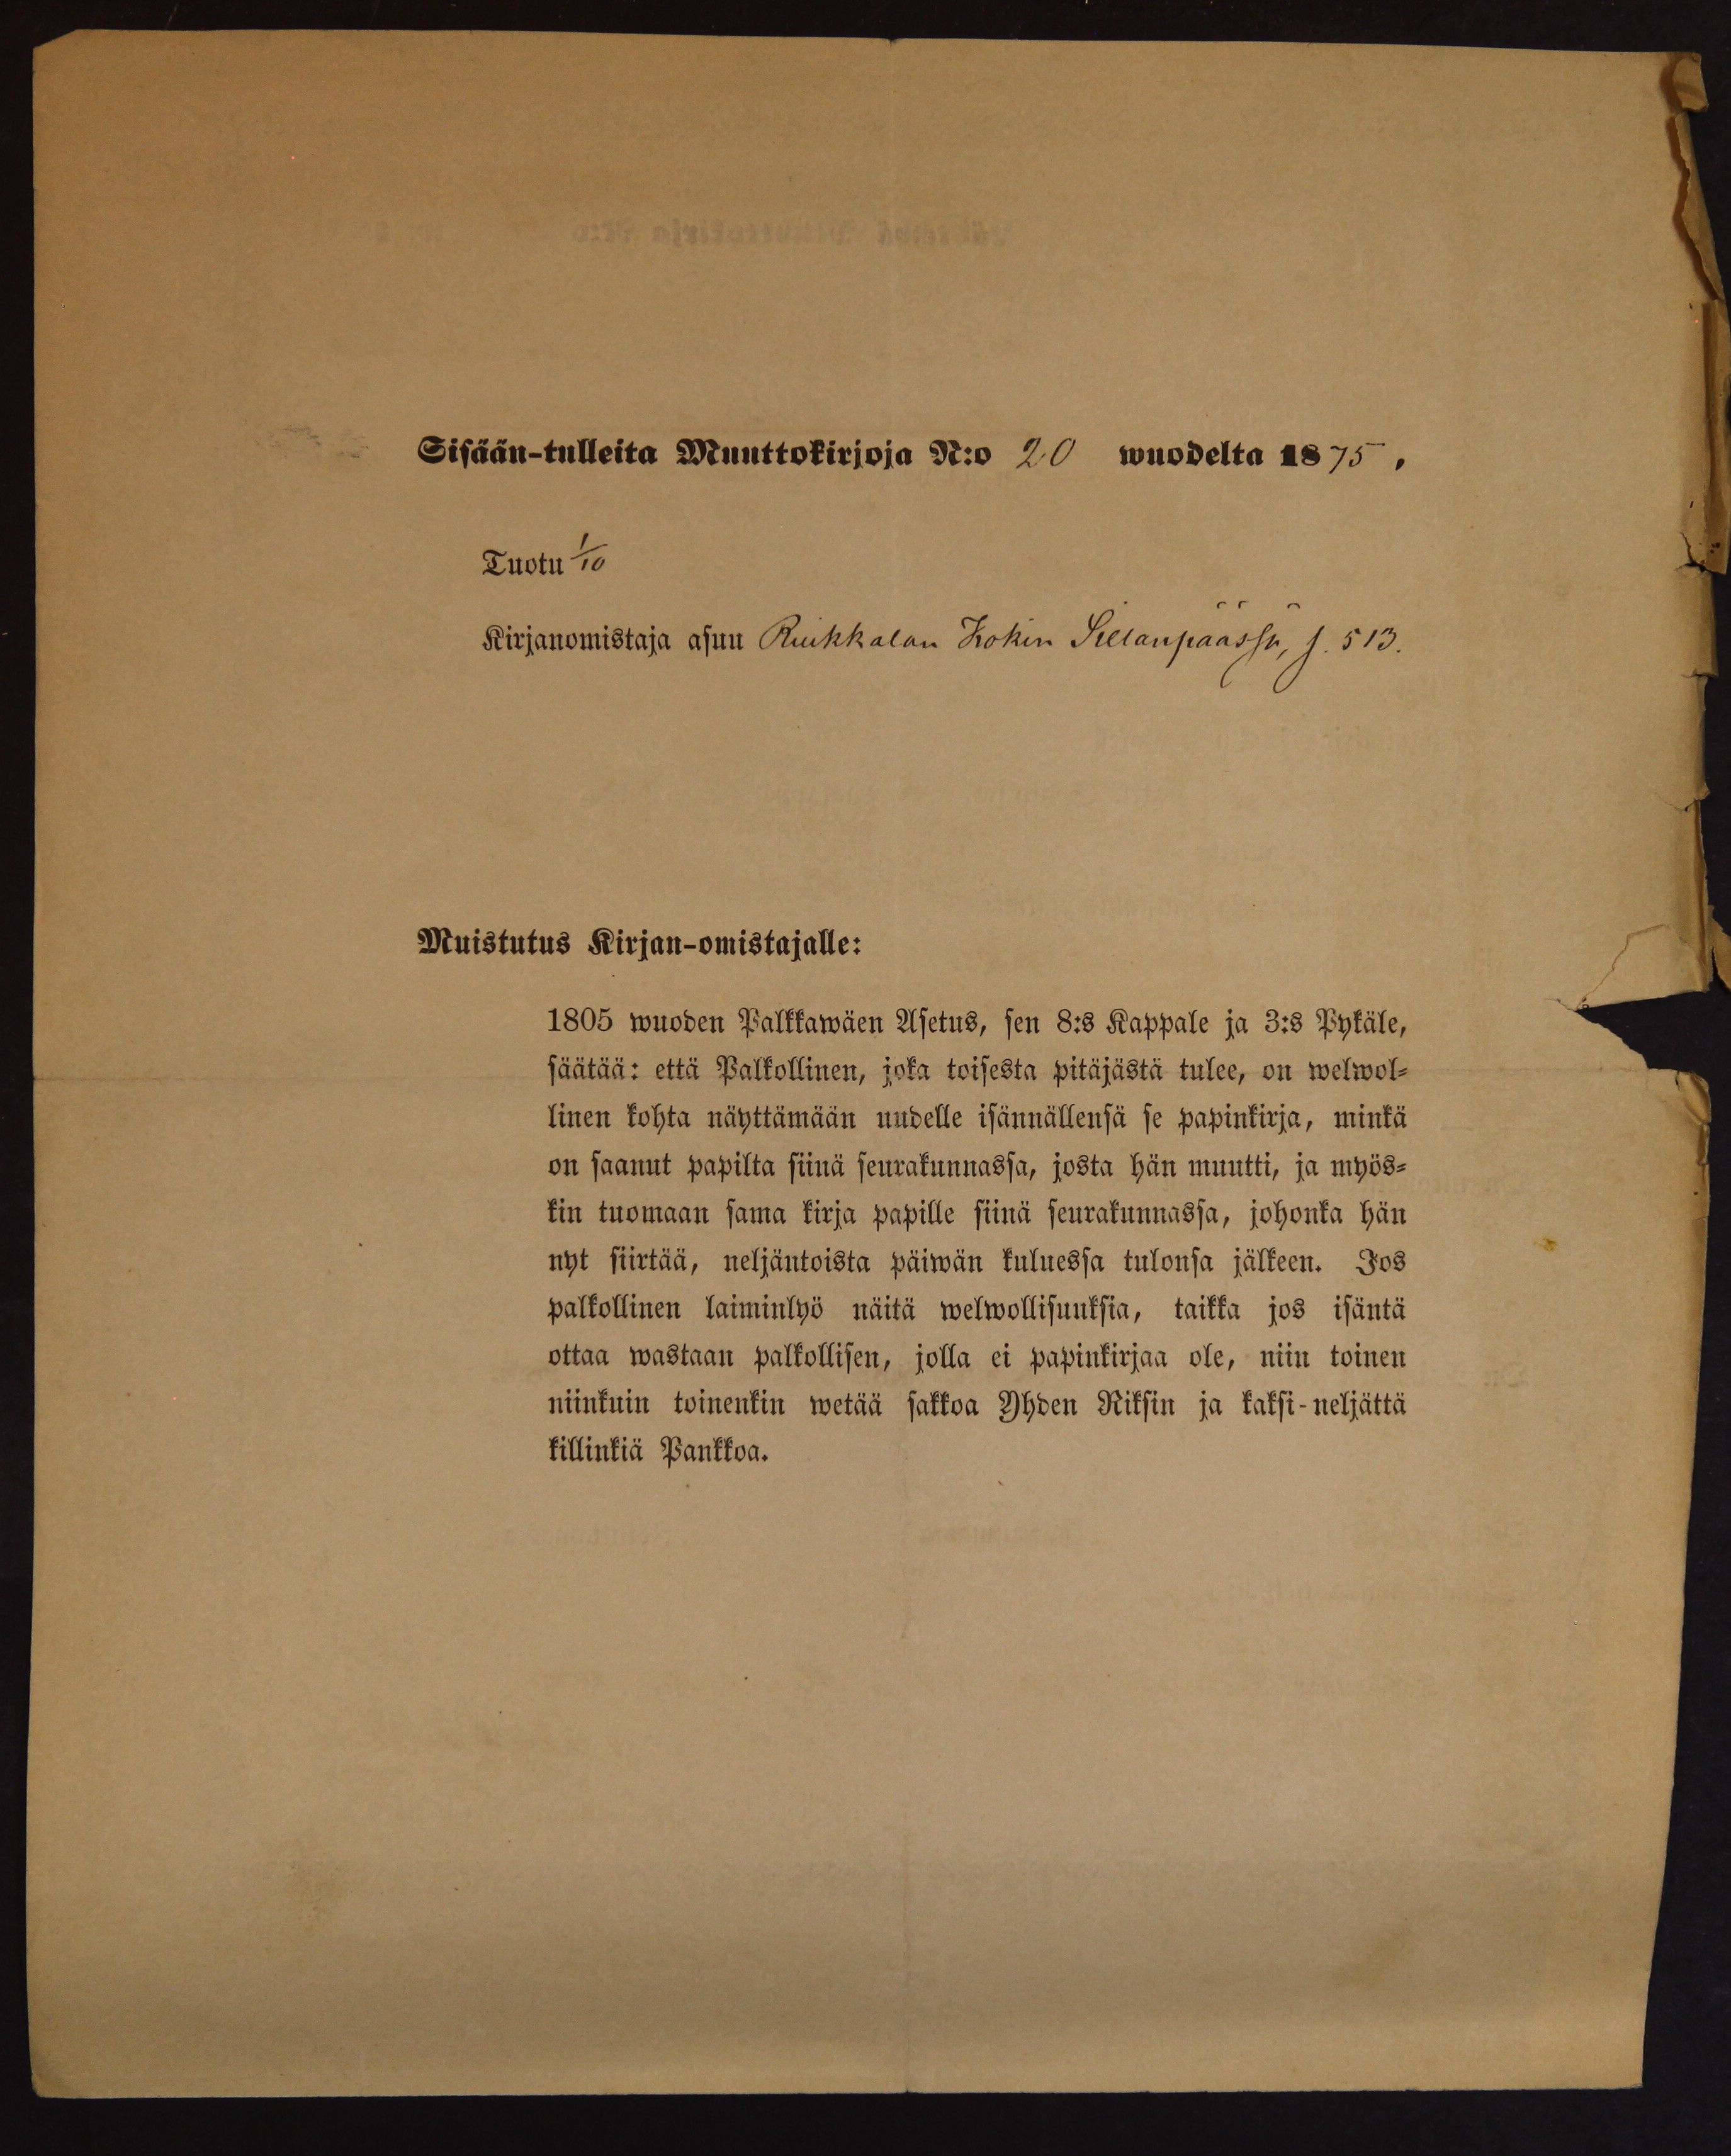 Sisään-tulleita Muuttokirjoja N:o 20 wuodelta 1875.
Tuotu 1/10
Kirjanomistaja asuu Riukkalan Kokin Sillanpäässä, s. 513.
Muistutus Kirjan-omistajalle:
1805 wuoden Palkkawäen Asetus, sen 8:s Kappale ja 3:s Pykäle,
säätää: että Palkollinen, joka toisesta pitäjästä tulee, on welwol-
linen kohta näyttämään uudelle isännällensä se papinkirja, minkä
on saanut papilta siinä seurakunnassa, josta hän muutti, ja myös-
kin tuomaan sama kirja papille siinä seurakunnassa, johonka hän
nyt siirtää, neljäntoista päiwän kuluessa tulonsa jälkeen. Jos
palkollinen laiminlyö näitä welwollisuuksia, taikka jos isäntä
ottaa wastaan palkollisen, jolla ei papinkirjaa ole, niin toinen
niinkuin toinenkin wetää sakkoa Yhden Riksin ja kaksi-neljättä
killinkiä Pankkoa.